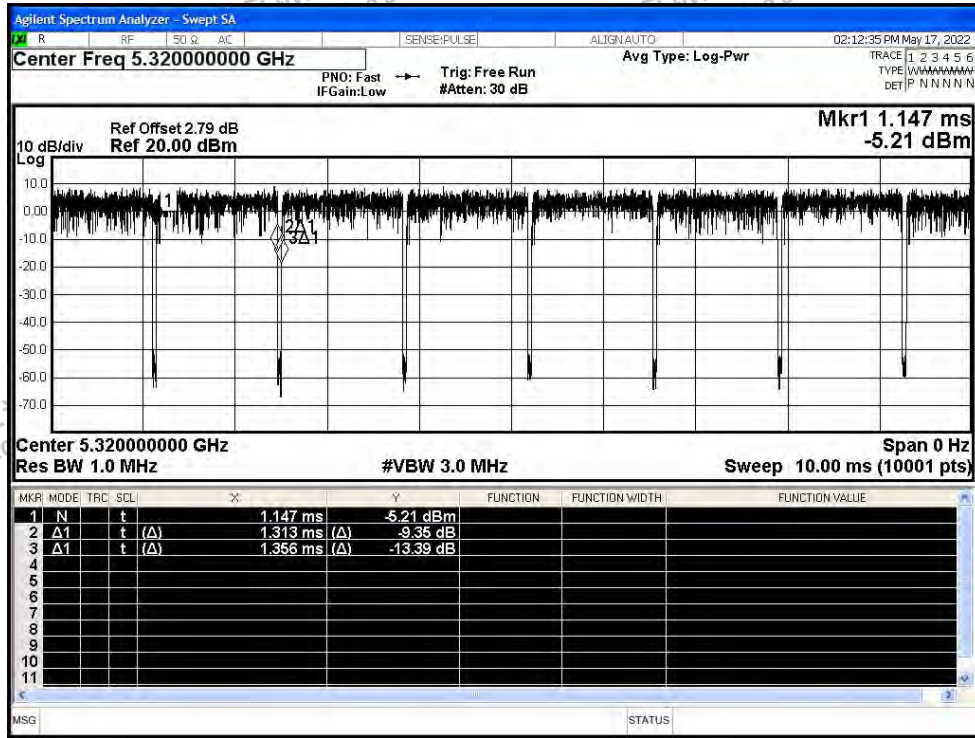 Agilent Spectrum Analyzer - Swept SA
LXI R RF 50 Ω AC SENSE:PULSE ALIGN AUTO 02:12:35 PM May 17, 2022
Center Freq 5.320000000 GHz
PNO: Fast Trig: Free Run Avg Type: Log-Pwr TRACE 1 2 3 4 5 6
IFGain:Low #Atten: 30 dB TYPE WWWWWW
DET P N N N N N
Mkr1 1.147 ms
-5.21 dBm
Ref Offset 2.79 dB
10 dB/div Ref 20.00 dBm
Log
10.0
0.00
-10.0
-20.0
-30.0
-40.0
-50.0
-60.0
-70.0
1
2Δ1
3Δ1
Center 5.320000000 GHz Span 0 Hz
Res BW 1.0 MHz #VBW 3.0 MHz Sweep 10.00 ms (10001 pts)
MKR MODE TRC SCL X Y FUNCTION FUNCTION WIDTH FUNCTION VALUE
1 N t 1.147 ms -5.21 dBm
2 Δ1 t (Δ) 1.313 ms (Δ) -9.35 dB
3 Δ1 t (Δ) 1.356 ms (Δ) -13.39 dB
4
5
6
7
8
9
10
11
MSG STATUS